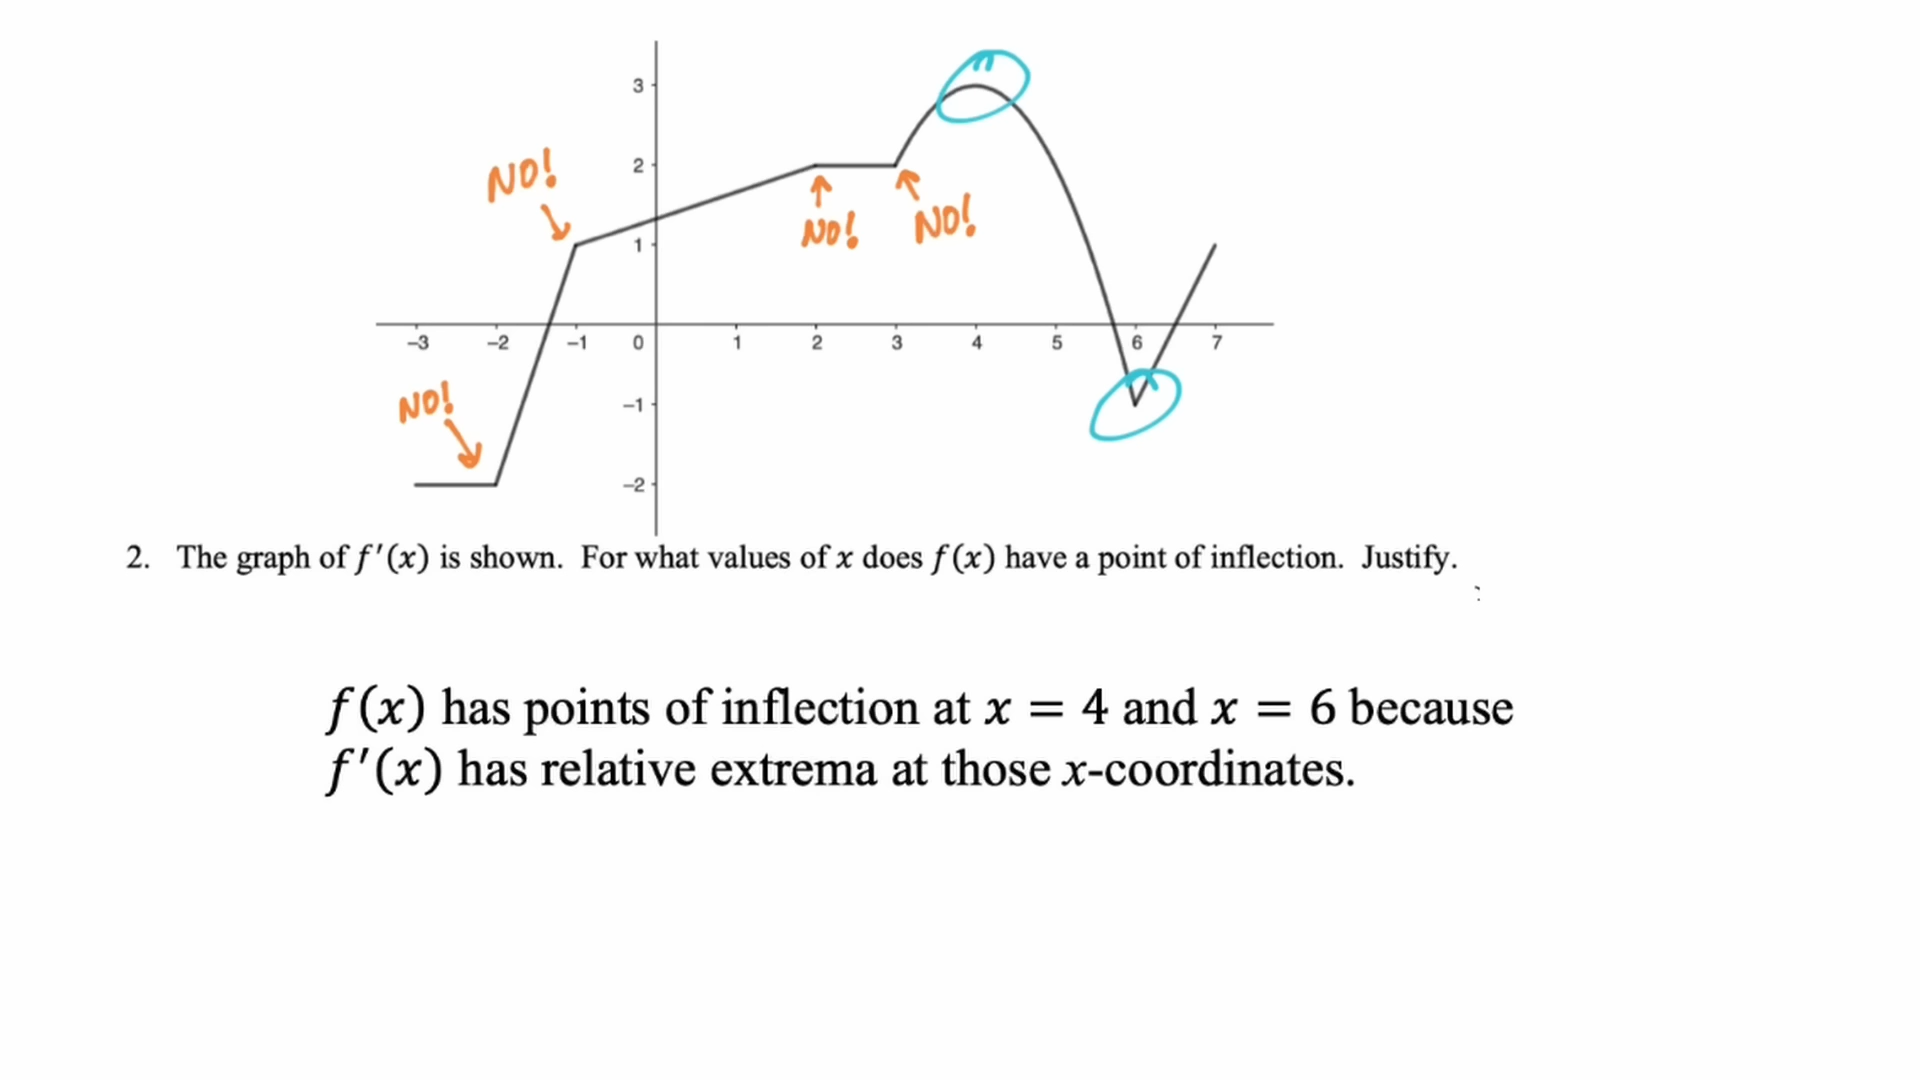 3
NO!
2
NO!
NO!
1
-3
-2
-1
0
1
2
3
4
5
6
7
NO!
-1
-2
2. The graph of f'(x) is shown. For what values of x does f(x) have a point of inflection. Justify.
f(x) has points of inflection at x = 4 and x = 6 because
f'(x) has relative extrema at those x-coordinates.